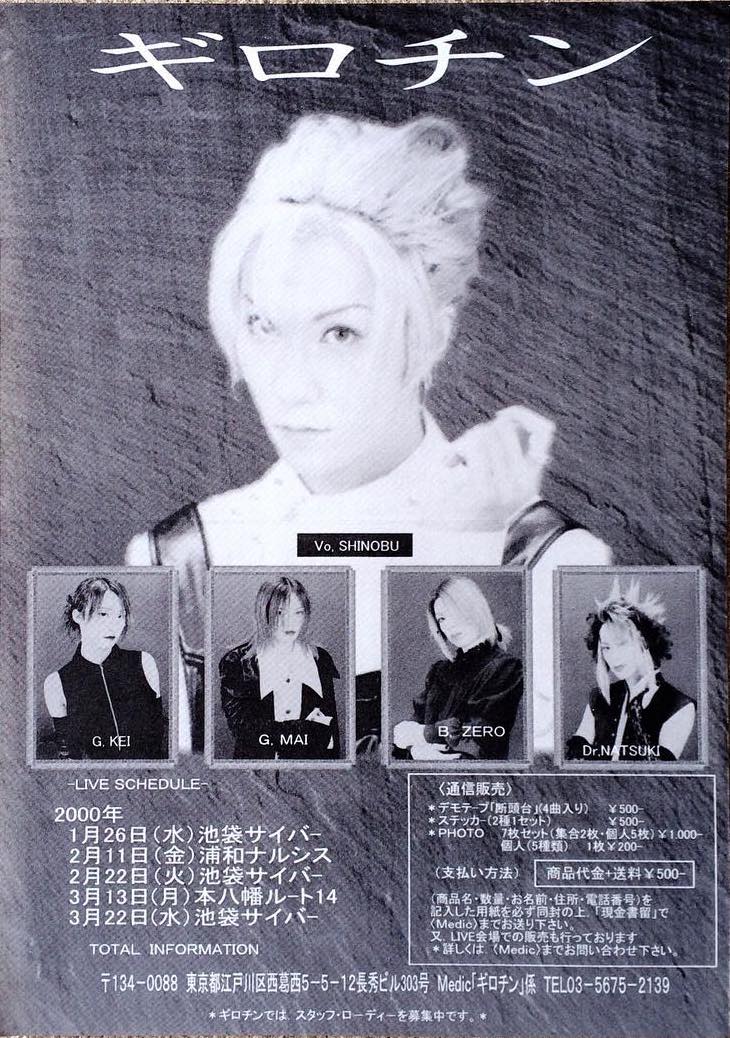 ギロチン
Vo. SHINOBU
G. KEI
G. MAI
B. ZERO
Dr.NATSUKI
-LIVE SCHEDULE-
2000年
1月26日(水)池袋サイバー
2月11日(金)浦和ナルシス
2月22日(火)池袋サイバー
3月13日(月)本八幡ルート14
3月22日(水)池袋サイバー
〈通信販売〉
*デモテープ「断頭台」(4曲入り) ¥500-
*ステッカー(2種1セット) ¥500-
*PHOTO 7枚セット(集合2枚・個人5枚) ¥1,000-
個人(5種類) 1枚¥200-
(支払い方法) 商品代金+送料¥500-
(商品名・数量・お名前・住所・電話番号)を
記入した用紙を必ず同封の上、「現金書留」で
〈Medic〉までお送り下さい。
又、LIVE会場での販売も行っております
*詳しくは、〈Medic〉までお問い合わせ下さい。
TOTAL INFORMATION
〒134-0088 東京都江戸川区西葛西5-5-12長秀ビル303号 Medic「ギロチン」係 TEL03-5675-2139
*ギロチンでは、スタッフ・ローディーを募集中です。*